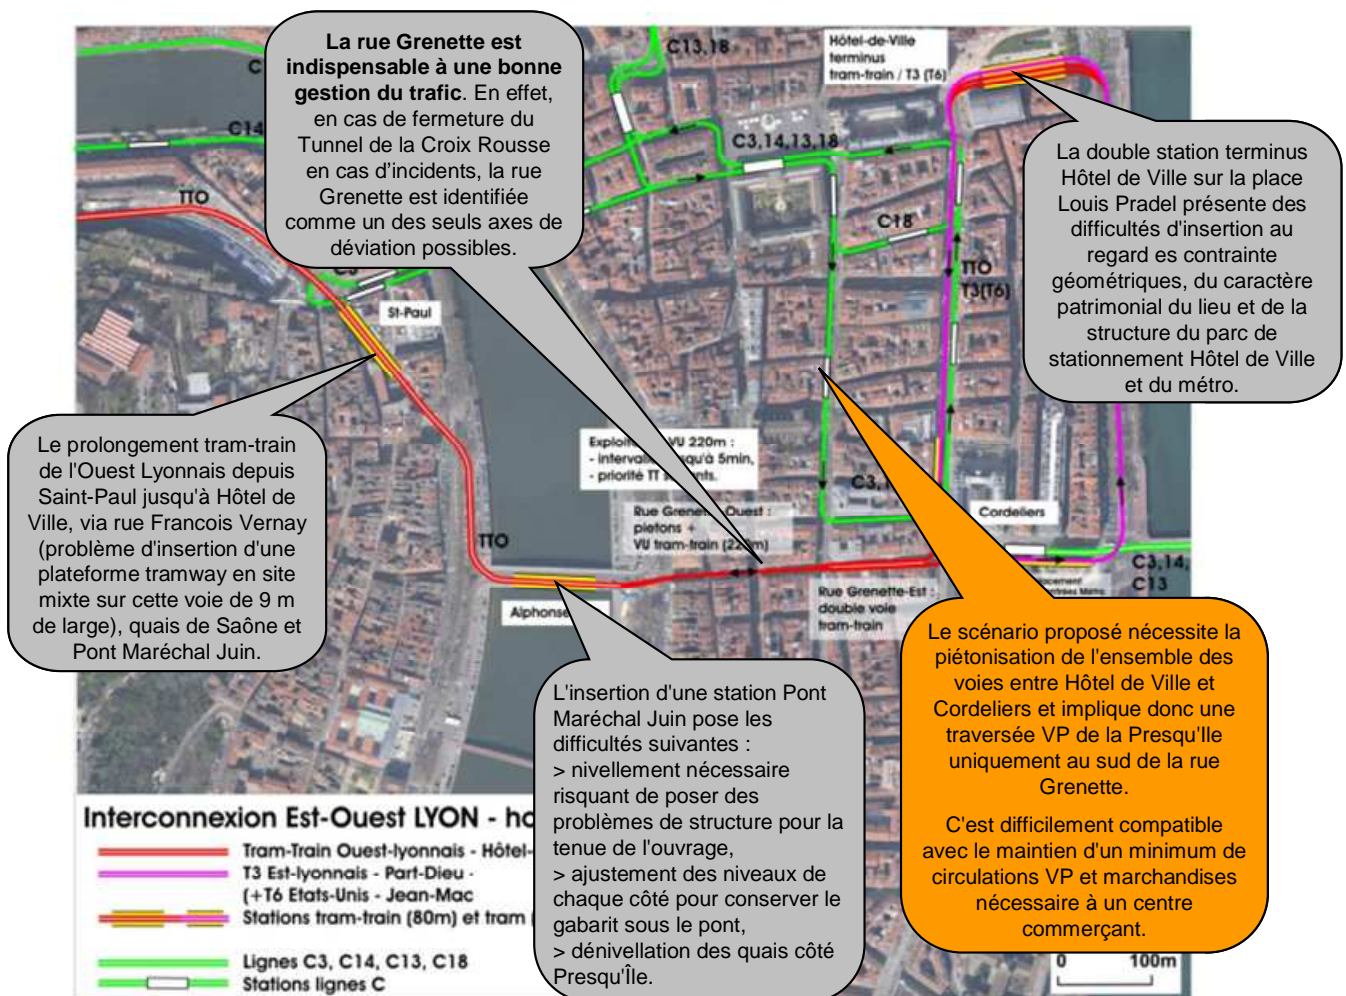 La rue Grenette est
indispensable à une bonne
gestion du trafic. En effet,
en cas de fermeture du
Tunnel de la Croix Rousse
en cas d'incidents, la rue
Grenette est identifiée
comme un des seuls axes de
déviation possibles.
C13,18
Hôtel-de-Ville
terminus
tram-train / T3 (T6)
C14
C3,14,13,18
La double station terminus
Hôtel de Ville sur la place
Louis Pradel présente des
difficultés d'insertion au
regard es contrainte
géométriques, du caractère
patrimonial du lieu et de la
structure du parc de
stationnement Hôtel de Ville
et du métro.
TTO
C18
TTO
T3(T6)
St-Paul
Le prolongement tram-train
de l'Ouest Lyonnais depuis
Saint-Paul jusqu'à Hôtel de
Ville, via rue Francois Vernay
(problème d'insertion d'une
plateforme tramway en site
mixte sur cette voie de 9 m
de large), quais de Saône et
Pont Maréchal Juin.
VU 220m :
- priorité TT
C3,
Cordeliers
Rue Grenette Ouest :
pietons +
VU tram-train
TTO
C3,14,
C13
Alphonse
Rue Grenette-Est :
double voie
tram-train
Le scénario proposé nécessite la
piétonisation de l'ensemble des
voies entre Hôtel de Ville et
Cordeliers et implique donc une
traversée VP de la Presqu'Ile
uniquement au sud de la rue
Grenette.
C'est difficilement compatible
avec le maintien d'un minimum de
circulations VP et marchandises
nécessaire à un centre
commerçant.
L'insertion d'une station Pont
Maréchal Juin pose les
difficultés suivantes :
> nivellement nécessaire
risquant de poser des
problèmes de structure pour la
tenue de l'ouvrage,
> ajustement des niveaux de
chaque côté pour conserver le
gabarit sous le pont,
> dénivellation des quais côté
Presqu'Île.
Interconnexion Est-Ouest LYON -
Tram-Train Ouest-lyonnais - Hôtel-
T3 Est-lyonnais - Part-Dieu -
(+T6 Etats-Unis - Jean-Mac
Stations tram-train (80m) et tram
Lignes C3, C14, C13, C18
Stations lignes C
0 100m